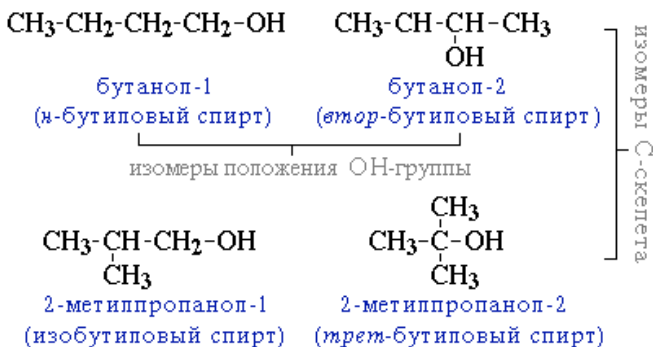 CH₃-CH₂-CH₂-CH₂-OH
CH₃-CH-CH-CH₃
OH
бутанол-1
(н-бутиловый спирт)
бутанол-2
(втор-бутиловый спирт)
изомеры положения OH-группы
изомеры С-скелета
CH₃-CH-CH₂-OH
CH₃
2-метилпропанол-1
(изобутиловый спирт)
CH₃
CH₃-C-OH
CH₃
2-метилпропанол-2
(трет-бутиловый спирт)